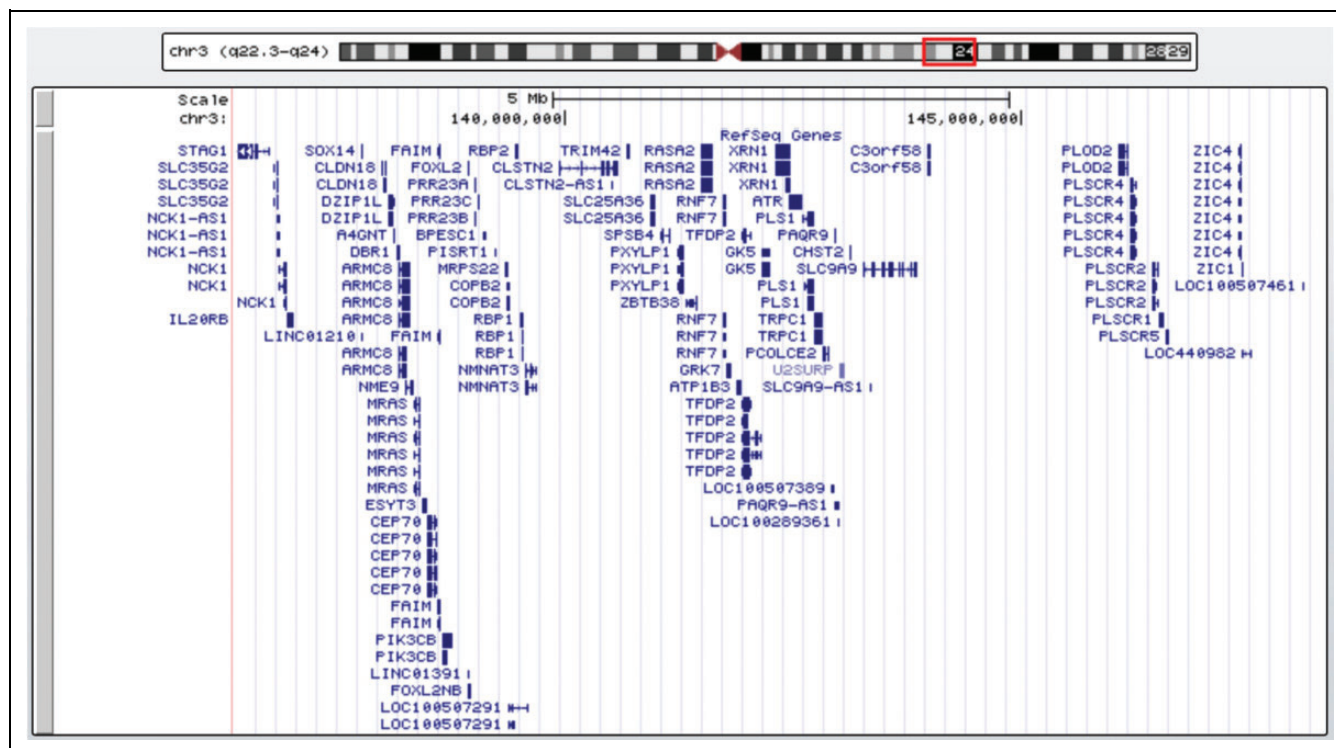 chr3 (q22.3-q24) 24 28 29
Scale 5 Mb
chr3: 140,000,000 145,000,000
RefSeq Genes
STAG1 SOX14 FAIM RBP2 TRIM42 RASA2 XRN1 C3orf58 PLOD2 ZIC4
SLC35G2 CLDN18 FOXL2 CLSTN2 RASA2 XRN1 C3orf58 PLOD2 ZIC4
SLC35G2 CLDN18 PRR23A CLSTN2-AS1 RASA2 XRN1 PLSCR4 ZIC4
SLC35G2 DZIP1L PRR23C SLC25A36 RNF7 ATR PLSCR4 ZIC4
NCK1-AS1 DZIP1L PRR23B SLC25A36 RNF7 PLS1 PLSCR4 ZIC4
NCK1-AS1 A4GNT BPESC1 SPSB4 TFDP2 PAQR9 PLSCR4 ZIC4
NCK1-AS1 DBR1 PISRT1 PXYLP1 GK5 CHST2 PLSCR4 ZIC4
NCK1 ARMC8 MRPS22 PXYLP1 GK5 SLC9A9 PLSCR2 ZIC1
NCK1 ARMC8 COPB2 PXYLP1 PLS1 PLSCR2 LOC100507461
NCK1 ARMC8 COPB2 ZBTB38 PLS1 PLSCR2
IL20RB ARMC8 RBP1 RNF7 TRPC1 PLSCR1
LINC01210 FAIM RBP1 RNF7 TRPC1 PLSCR5
ARMC8 RBP1 RNF7 PCOLCE2 LOC440982
ARMC8 NMNAT3 GRK7 U2SURP
NME9 NMNAT3 ATP1B3 SLC9A9-AS1
MRAS TFDP2
MRAS TFDP2
MRAS TFDP2
MRAS TFDP2
MRAS TFDP2
MRAS LOC100507389
ESYT3 PAQR9-AS1
CEP70 LOC100289361
CEP70
CEP70
CEP70
CEP70
FAIM
FAIM
PIK3CB
PIK3CB
LINC01391
FOXL2NB
LOC100507291
LOC100507291